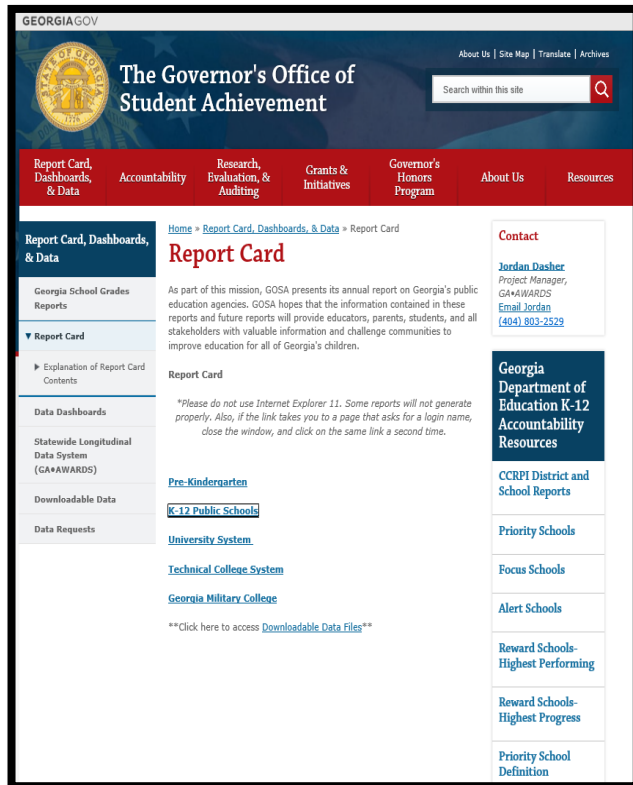 GEORGIAGOV
About Us | Site Map | Translate | Archives
STATE OF GEORGIA
1776
The Governor's Office of
Student Achievement
Search within this site
Report Card,
Dashboards,
& Data
Accountability
Research,
Evaluation, &
Auditing
Grants &
Initiatives
Governor's
Honors
Program
About Us
Resources
Report Card, Dashboards,
& Data
Georgia School Grades
Reports
▼ Report Card
▶ Explanation of Report Card
Contents
Data Dashboards
Statewide Longitudinal
Data System
(GA•AWARDS)
Downloadable Data
Data Requests
Home » Report Card, Dashboards, & Data » Report Card
Report Card
As part of this mission, GOSA presents its annual report on Georgia's public
education agencies. GOSA hopes that the information contained in these
reports and future reports will provide educators, parents, students, and all
stakeholders with valuable information and challenge communities to
improve education for all of Georgia's children.
Report Card
*Please do not use Internet Explorer 11. Some reports will not generate
properly. Also, if the link takes you to a page that asks for a login name,
close the window, and click on the same link a second time.
Pre-Kindergarten
K-12 Public Schools
University System
Technical College System
Georgia Military College
**Click here to access Downloadable Data Files**
Contact
Jordan Dasher
Project Manager,
GA•AWARDS
Email Jordan
(404) 803-2529
Georgia
Department of
Education K-12
Accountability
Resources
CCRPI District and
School Reports
Priority Schools
Focus Schools
Alert Schools
Reward Schools-
Highest Performing
Reward Schools-
Highest Progress
Priority School
Definition